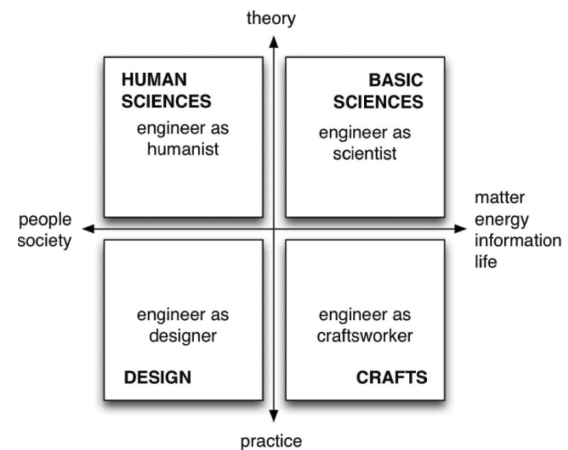 theory
HUMAN
SCIENCES
engineer as
humanist
BASIC
SCIENCES
engineer as
scientist
people
society
matter
energy
information
life
engineer as
designer
DESIGN
engineer as
craftsworker
CRAFTS
practice